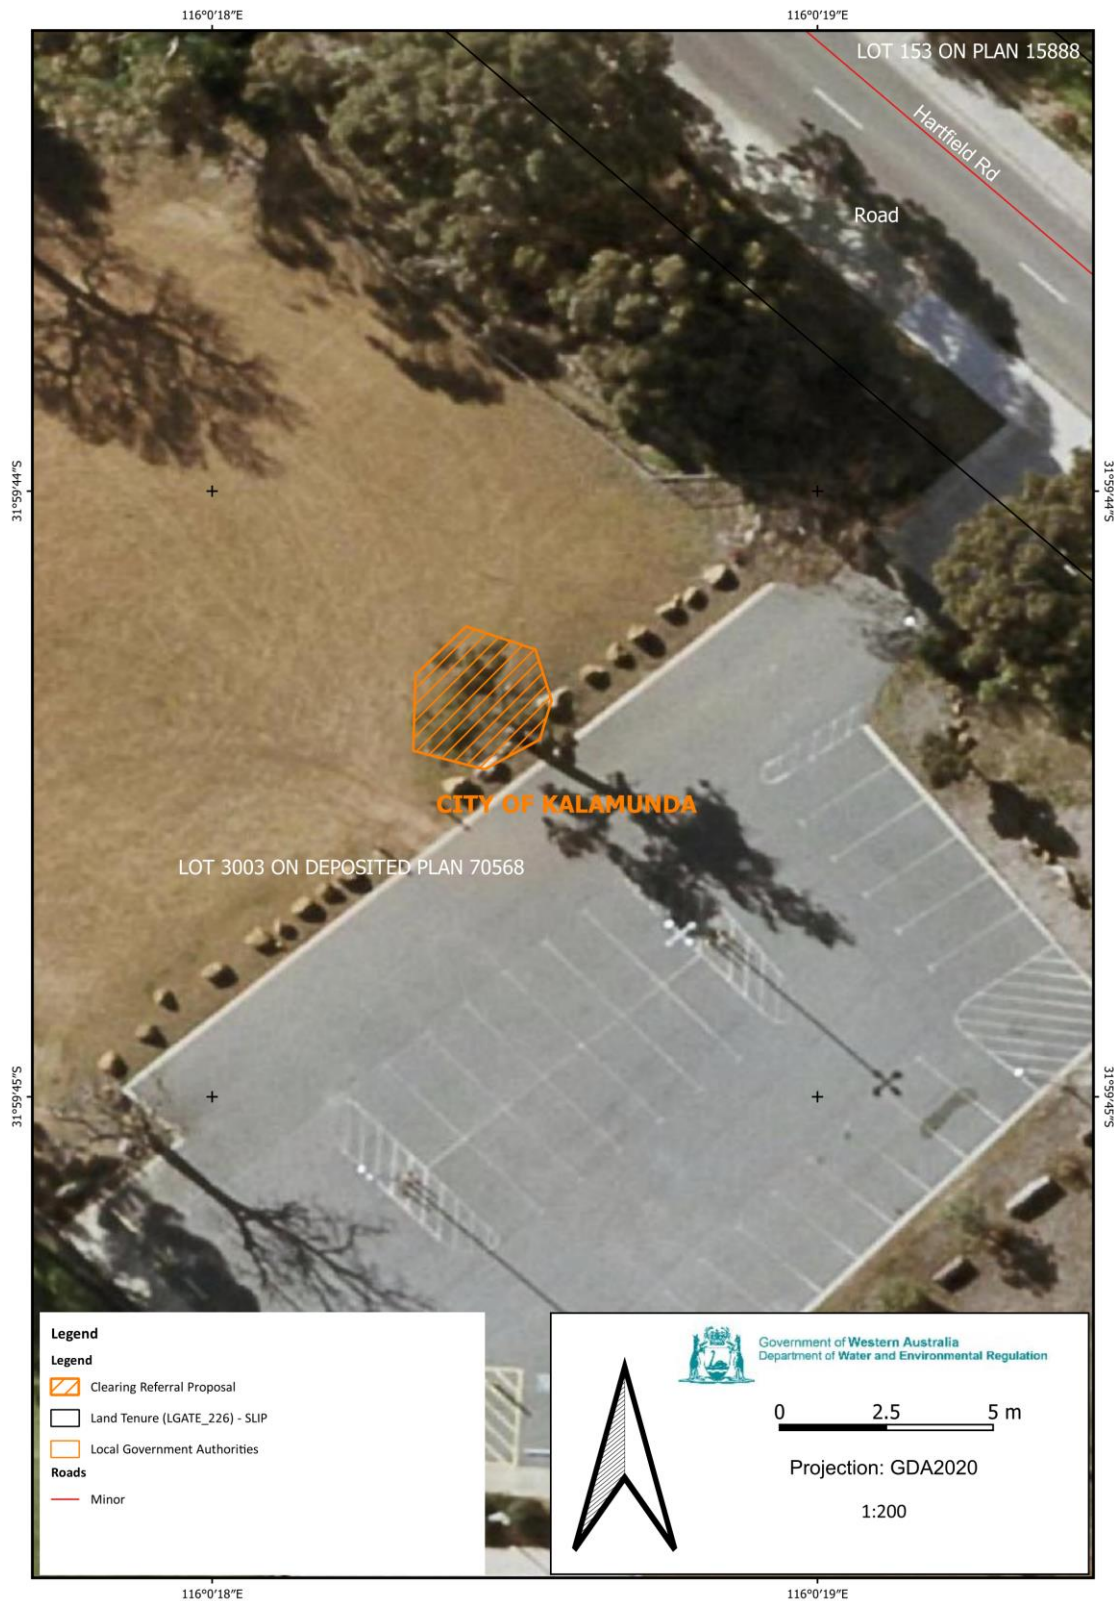 116°0'18"E
116°0'19"E
LOT 153 ON PLAN 15888
Hartfield Rd
Road
31°59'44"S
31°59'44"S
CITY OF KALAMUNDA
LOT 3003 ON DEPOSITED PLAN 70568
31°59'45"S
31°59'45"S
Legend
Legend
Clearing Referral Proposal
Land Tenure (LGATE_226) - SLIP
Local Government Authorities
Roads
Minor
Government of Western Australia
Department of Water and Environmental Regulation
0 2.5 5 m
Projection: GDA2020
1:200
116°0'18"E
116°0'19"E